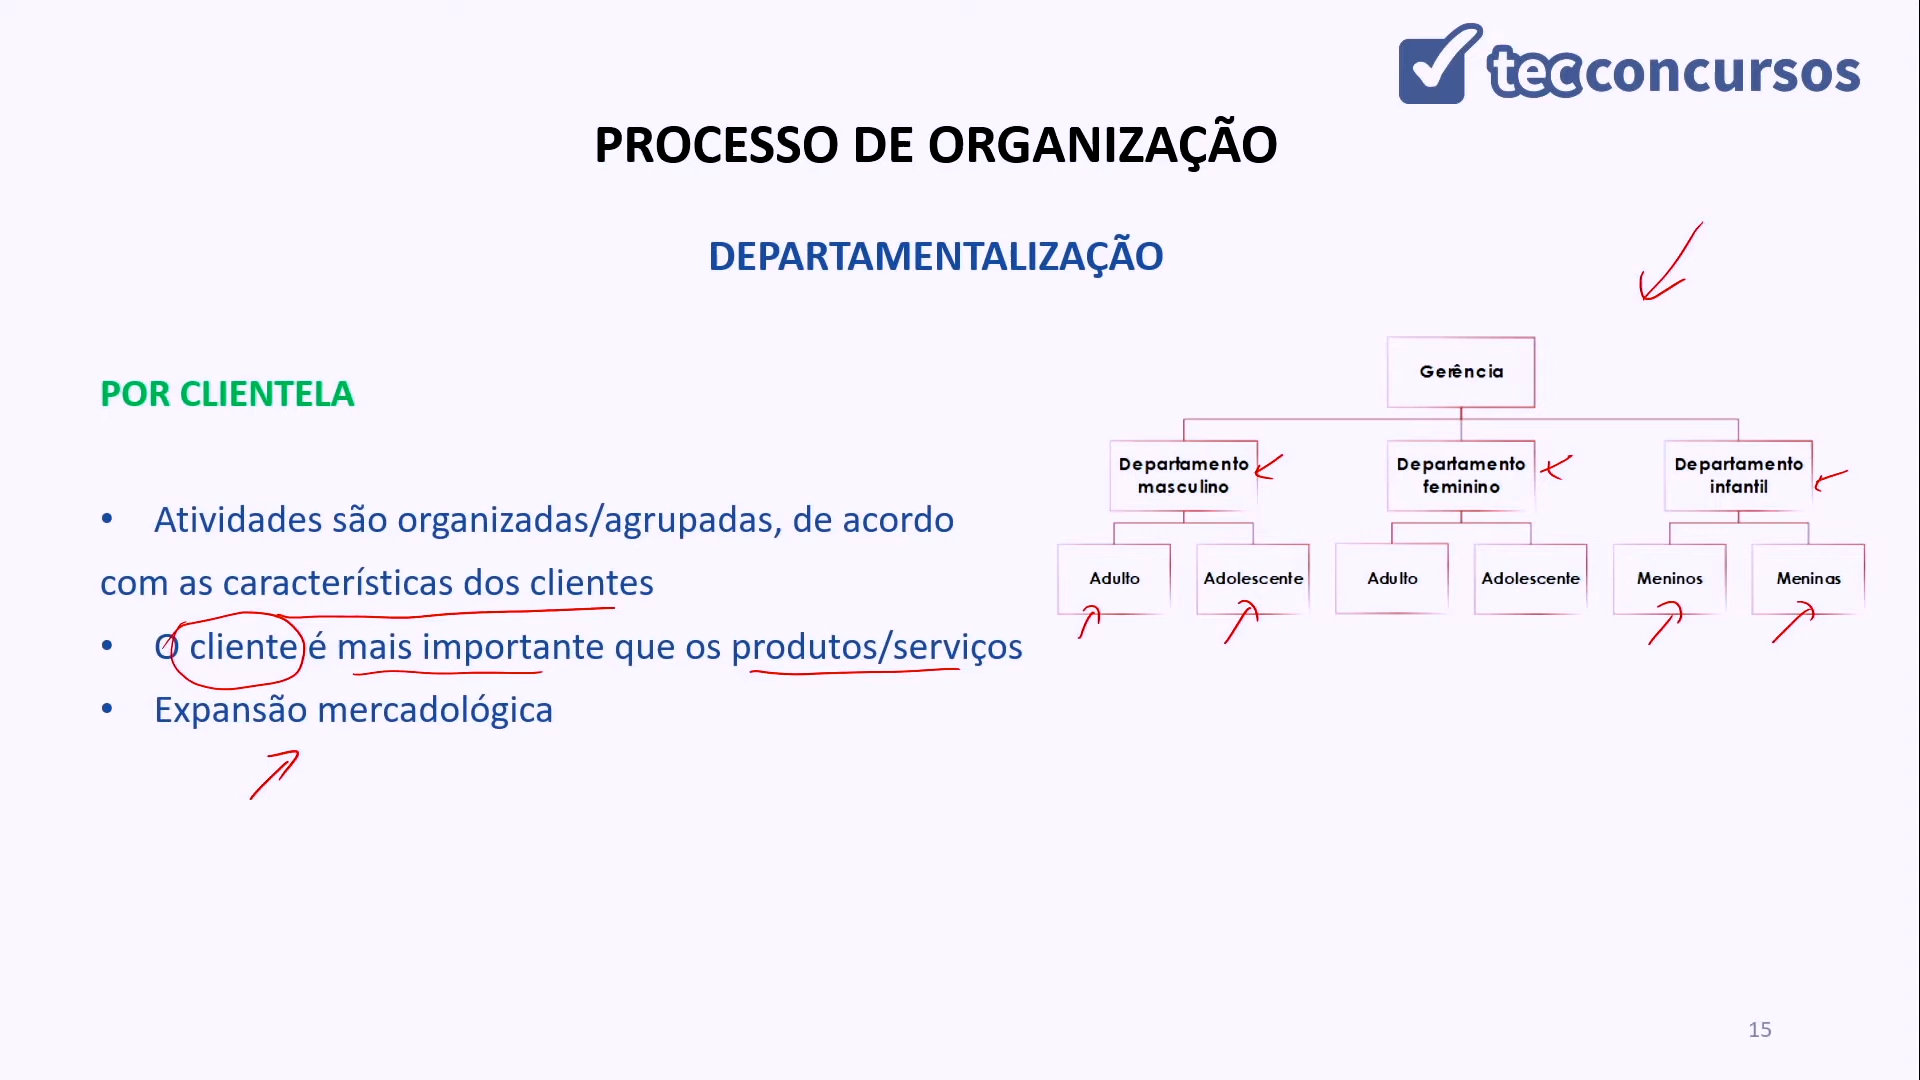 tecconcursos
PROCESSO DE ORGANIZAÇÃO
DEPARTAMENTALIZAÇÃO
POR CLIENTELA
• Atividades são organizadas/agrupadas, de acordo
com as características dos clientes
• O cliente é mais importante que os produtos/serviços
• Expansão mercadológica
Gerência
Departamento
masculino
Departamento
feminino
Departamento
infantil
Adulto
Adolescente
Adulto
Adolescente
Meninos
Meninas
15